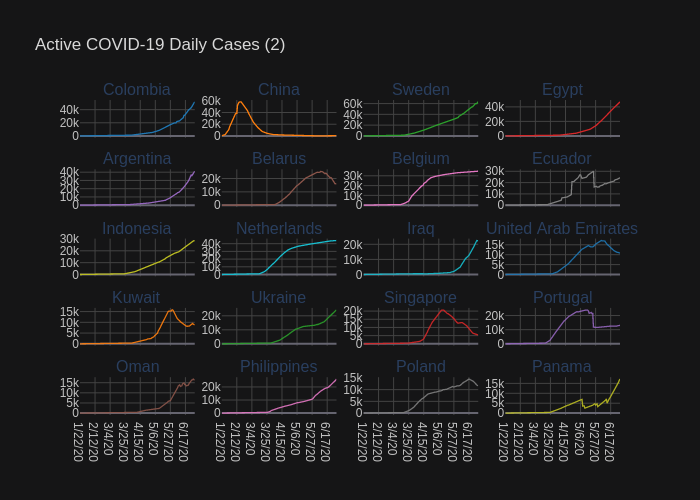 Active COVID-19 Daily Cases (2)
Colombia China Sweden Egypt
40k 20k 0 60k 40k 20k 0 60k 40k 20k 0 40k 20k 0
Argentina Belarus Belgium Ecuador
40k 30k 20k 10k 0 20k 10k 0 30k 20k 10k 0 30k 20k 10k 0
Indonesia Netherlands Iraq United Arab Emirates
30k 20k 10k 0 40k 30k 20k 10k 0 20k 10k 0 15k 10k 5k 0
Kuwait Ukraine Singapore Portugal
15k 10k 5k 0 20k 10k 0 20k 15k 10k 5k 0 20k 10k 0
Oman Philippines Poland Panama
15k 10k 5k 0 20k 10k 0 15k 10k 5k 0 15k 10k 5k 0
1/22/20 2/12/20 3/4/20 3/25/20 4/15/20 5/6/20 5/27/20 6/17/20 1/22/20 2/12/20 3/4/20 3/25/20 4/15/20 5/6/20 5/27/20 6/17/20 1/22/20 2/12/20 3/4/20 3/25/20 4/15/20 5/6/20 5/27/20 6/17/20 1/22/20 2/12/20 3/4/20 3/25/20 4/15/20 5/6/20 5/27/20 6/17/20